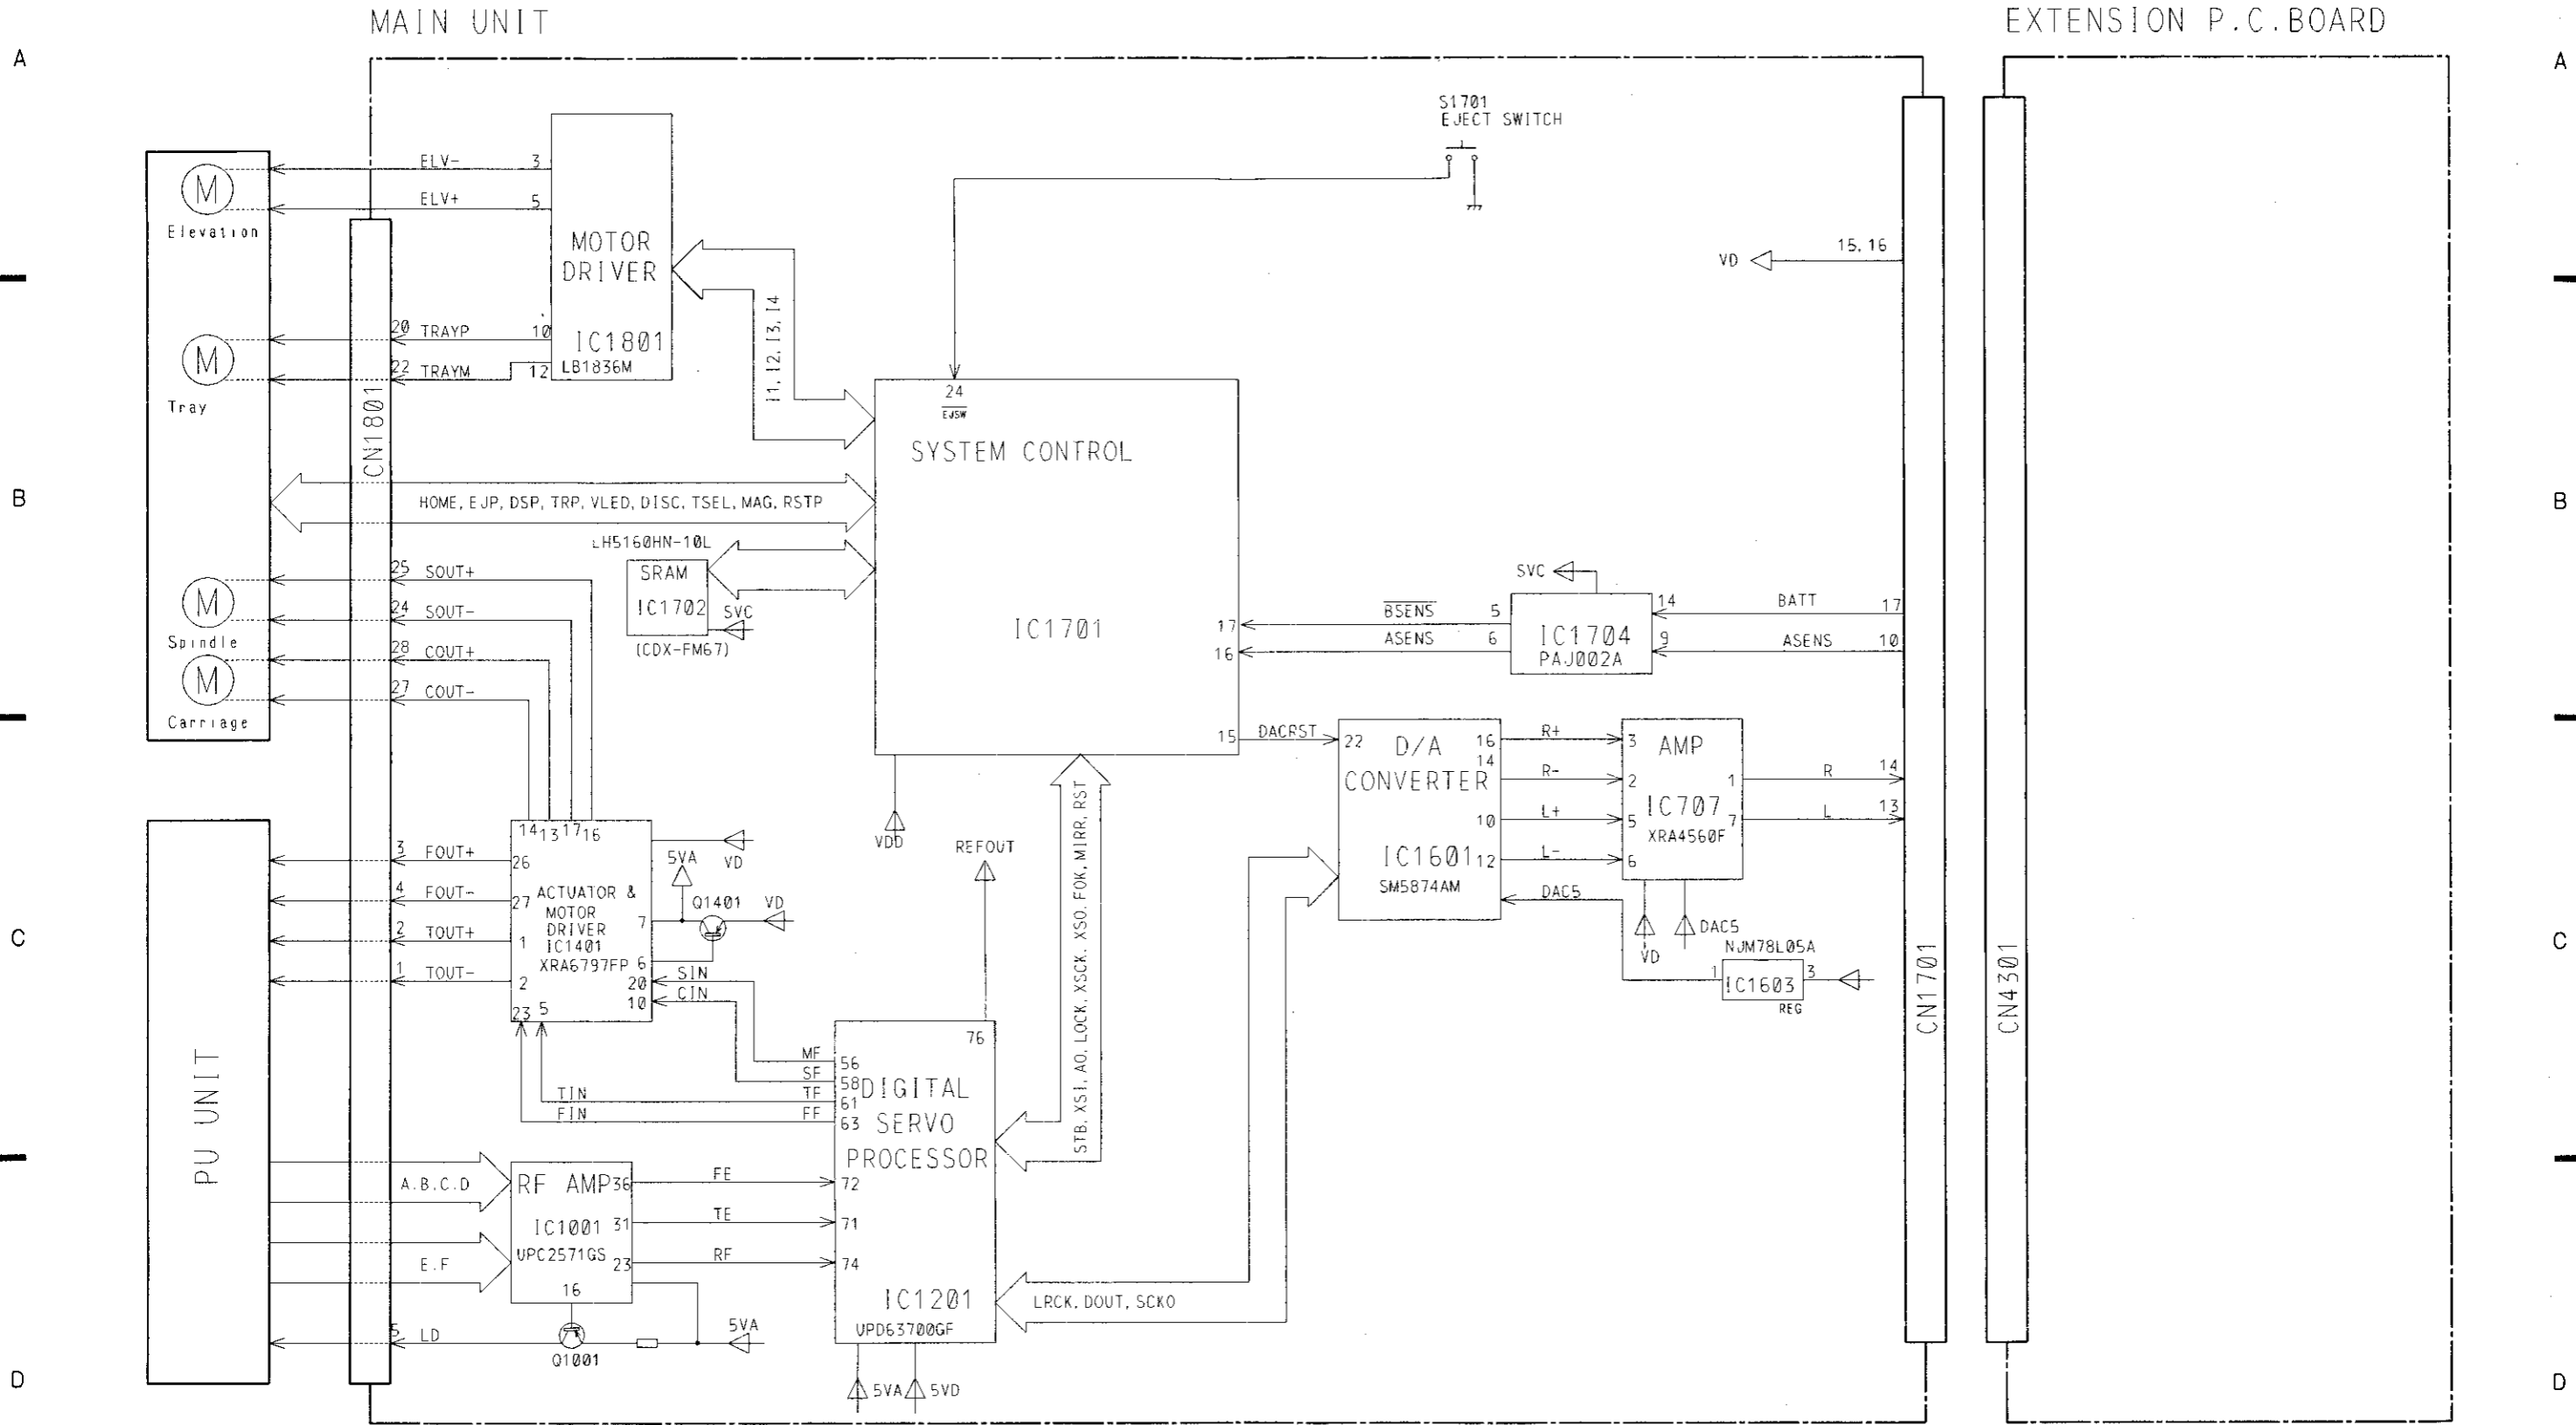 MAIN UNIT
EXTENSION P.C.BOARD
A
A
S1701
EJECT SWITCH
ELV-
3
M
ELV+
5
Elevation
MOTOR
DRIVER
15,16
VD
I1,I2,I3,I4
20
TRAYP
10
IC1801
M
22
TRAYM
12
LB1836M
Tray
CN1801
24
EJSW
SYSTEM CONTROL
B
HOME, EJP, DSP, TRP, VLED, DISC, TSEL, MAG, RSTP
B
LH5160HN-10L
SRAM
IC1702
SVC
(CDX-FM67)
25
SOUT+
M
24
SOUT-
Spindle
28
COUT+
M
27
COUT-
Carriage
IC1701
SVC
17
BSENS
5
14
BATT
17
16
ASENS
6
IC1704
9
ASENS
10
PAJ002A
15
DACRST
22
D/A
CONVERTER
16
R+
3
AMP
14
R-
2
1
R
14
10
L+
5
IC707
7
L
13
XRA4560F
IC1601
12
L-
6
SM5874AM
DAC5
VD
DAC5
NJM78L05A
1
IC1603
3
REG
VDD
REFOUT
14
13
17
16
VD
3
FOUT+
26
5VA
4
FOUT-
27
ACTUATOR &
MOTOR
DRIVER
IC1401
XRA6797FP
Q1401
VD
7
C
2
TOUT+
1
6
C
1
TOUT-
2
20
SIN
10
CIN
23
5
CN1701
CN4301
STB, XSI, AO, LOCK, XSCK, XSO, FOK, MIRR, RST
76
MF
56
SF
58
TIN
TF
61
FIN
FF
63
DIGITAL
SERVO
PROCESSOR
PU UNIT
A.B.C.D
RF AMP
36
FE
72
IC1001
31
TE
71
UPC2571GS
E.F
23
RF
74
16
IC1201
LRCK, DOUT, SCKO
UPD63700GF
5
LD
5VA
Q1001
D
5VA
5VD
D